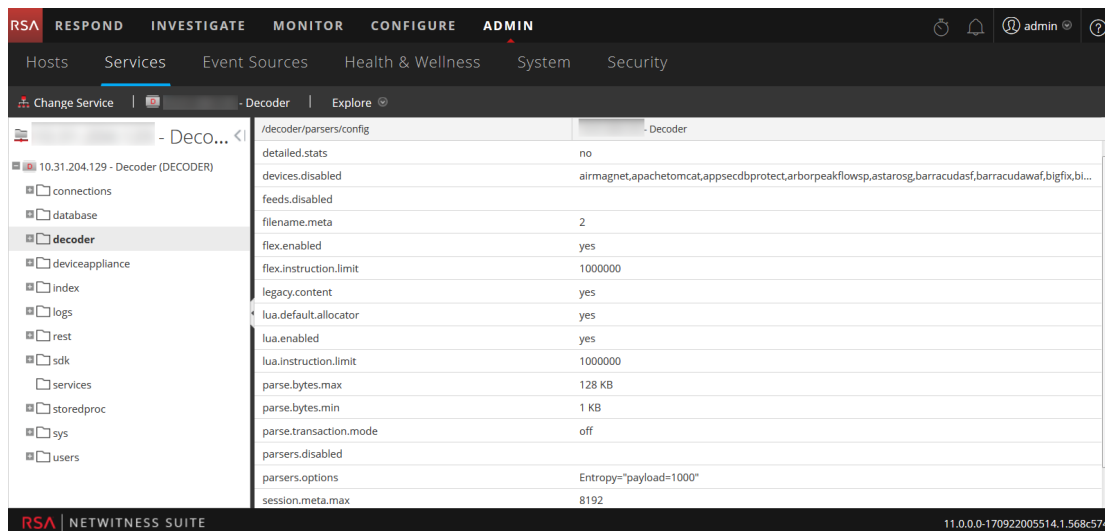 RSA RESPOND INVESTIGATE MONITOR CONFIGURE ADMIN admin
Hosts Services Event Sources Health & Wellness System Security
Change Service | D - Decoder | Explore
- Deco...
/decoder/parsers/config - Decoder
10.31.204.129 - Decoder (DECODER)
connections
database
decoder
deviceappliance
index
logs
rest
sdk
services
storedproc
sys
users
detailed.stats no
devices.disabled airmagnet,apachetomcat,appsecdbprotect,arborpeakflowsp,astarosg,barracudasf,barracudawaf,bigfix,bi...
feeds.disabled
filename.meta 2
flex.enabled yes
flex.instruction.limit 1000000
legacy.content yes
lua.default.allocator yes
lua.enabled yes
lua.instruction.limit 1000000
parse.bytes.max 128 KB
parse.bytes.min 1 KB
parse.transaction.mode off
parsers.disabled
parsers.options Entropy="payload=1000"
session.meta.max 8192
RSA | NETWITNESS SUITE 11.0.0.0-170922005514.1.568c574